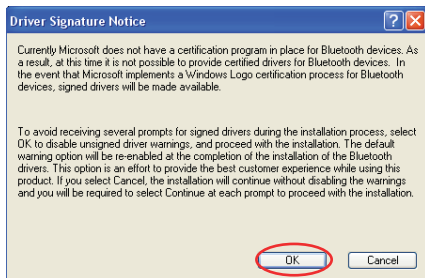 Driver Signature Notice
Currently Microsoft does not have a certification program in place for Bluetooth devices. As
a result, at this time it is not possible to provide certified drivers for Bluetooth devices. In
the event that Microsoft implements a Windows Logo certification process for Bluetooth
devices, signed drivers will be made available.
To avoid receiving several prompts for signed drivers during the installation process, select
OK to disable unsigned driver warnings, and proceed with the installation. The default
warning option will be re-enabled at the completion of the installation of the Bluetooth
drivers. This option is an effort to provide the best customer experience while using this
product. If you select Cancel, the installation will continue without disabling the warnings
and you will be required to select Continue at each prompt to proceed with the installation.
OK Cancel